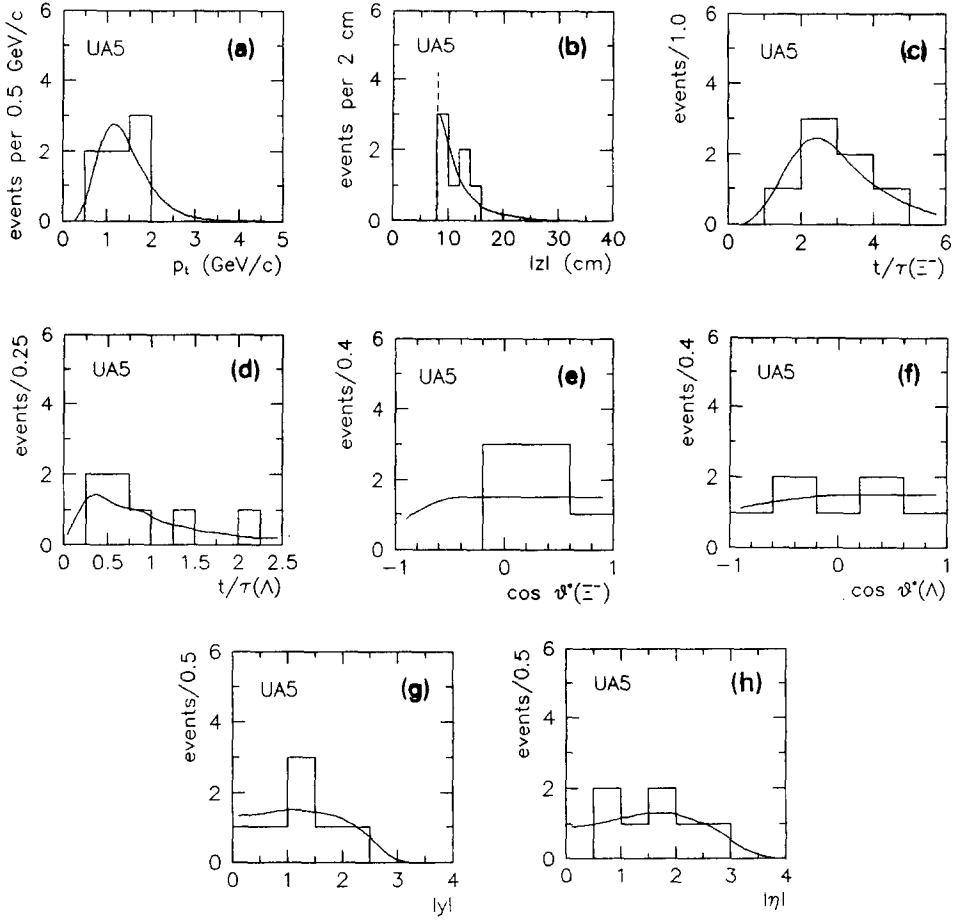 events per 0.5 GeV/c
6
4
2
0
UA5
(a)
0 1 2 3 4 5
pₜ (GeV/c)
events per 2 cm
6
4
2
0
UA5
(b)
0 10 20 30 40
|z| (cm)
events/1.0
6
4
2
0
UA5
(c)
0 2 4 6
t/τ(Ξ⁻)
events/0.25
6
4
2
0
UA5
(d)
0 0.5 1 1.5 2 2.5
t/τ(Λ)
events/0.4
6
4
2
0
UA5
(e)
−1 0 1
cos ϑ*(Ξ⁻)
events/0.4
6
4
2
0
UA5
(f)
−1 0 1
cos ϑ*(Λ)
events/0.5
6
4
2
0
UA5
(g)
0 1 2 3 4
|y|
events/0.5
6
4
2
0
UA5
(h)
0 1 2 3 4
|η|